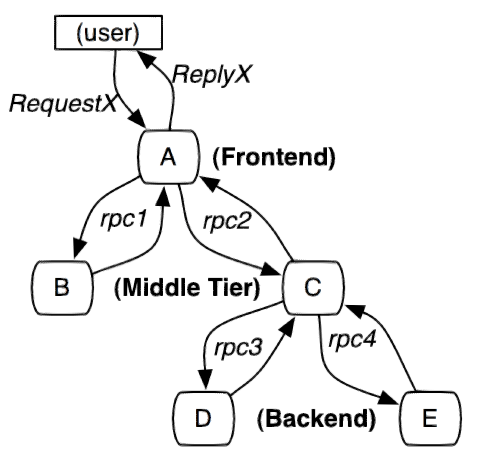 (user)
ReplyX
RequestX
A
(Frontend)
rpc1
rpc2
B
(Middle Tier)
C
rpc3
rpc4
D
(Backend)
E